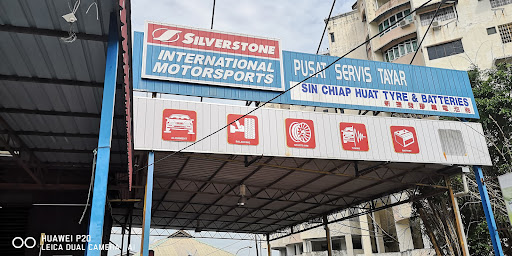 SILVERSTONE
INTERNATIONAL
MOTORSPORTS
PUSAT SERVIS TAYAR
SIN CHIAP HUAT TYRE & BATTERIES
HUAWEI P20
LEICA DUAL CAMERA